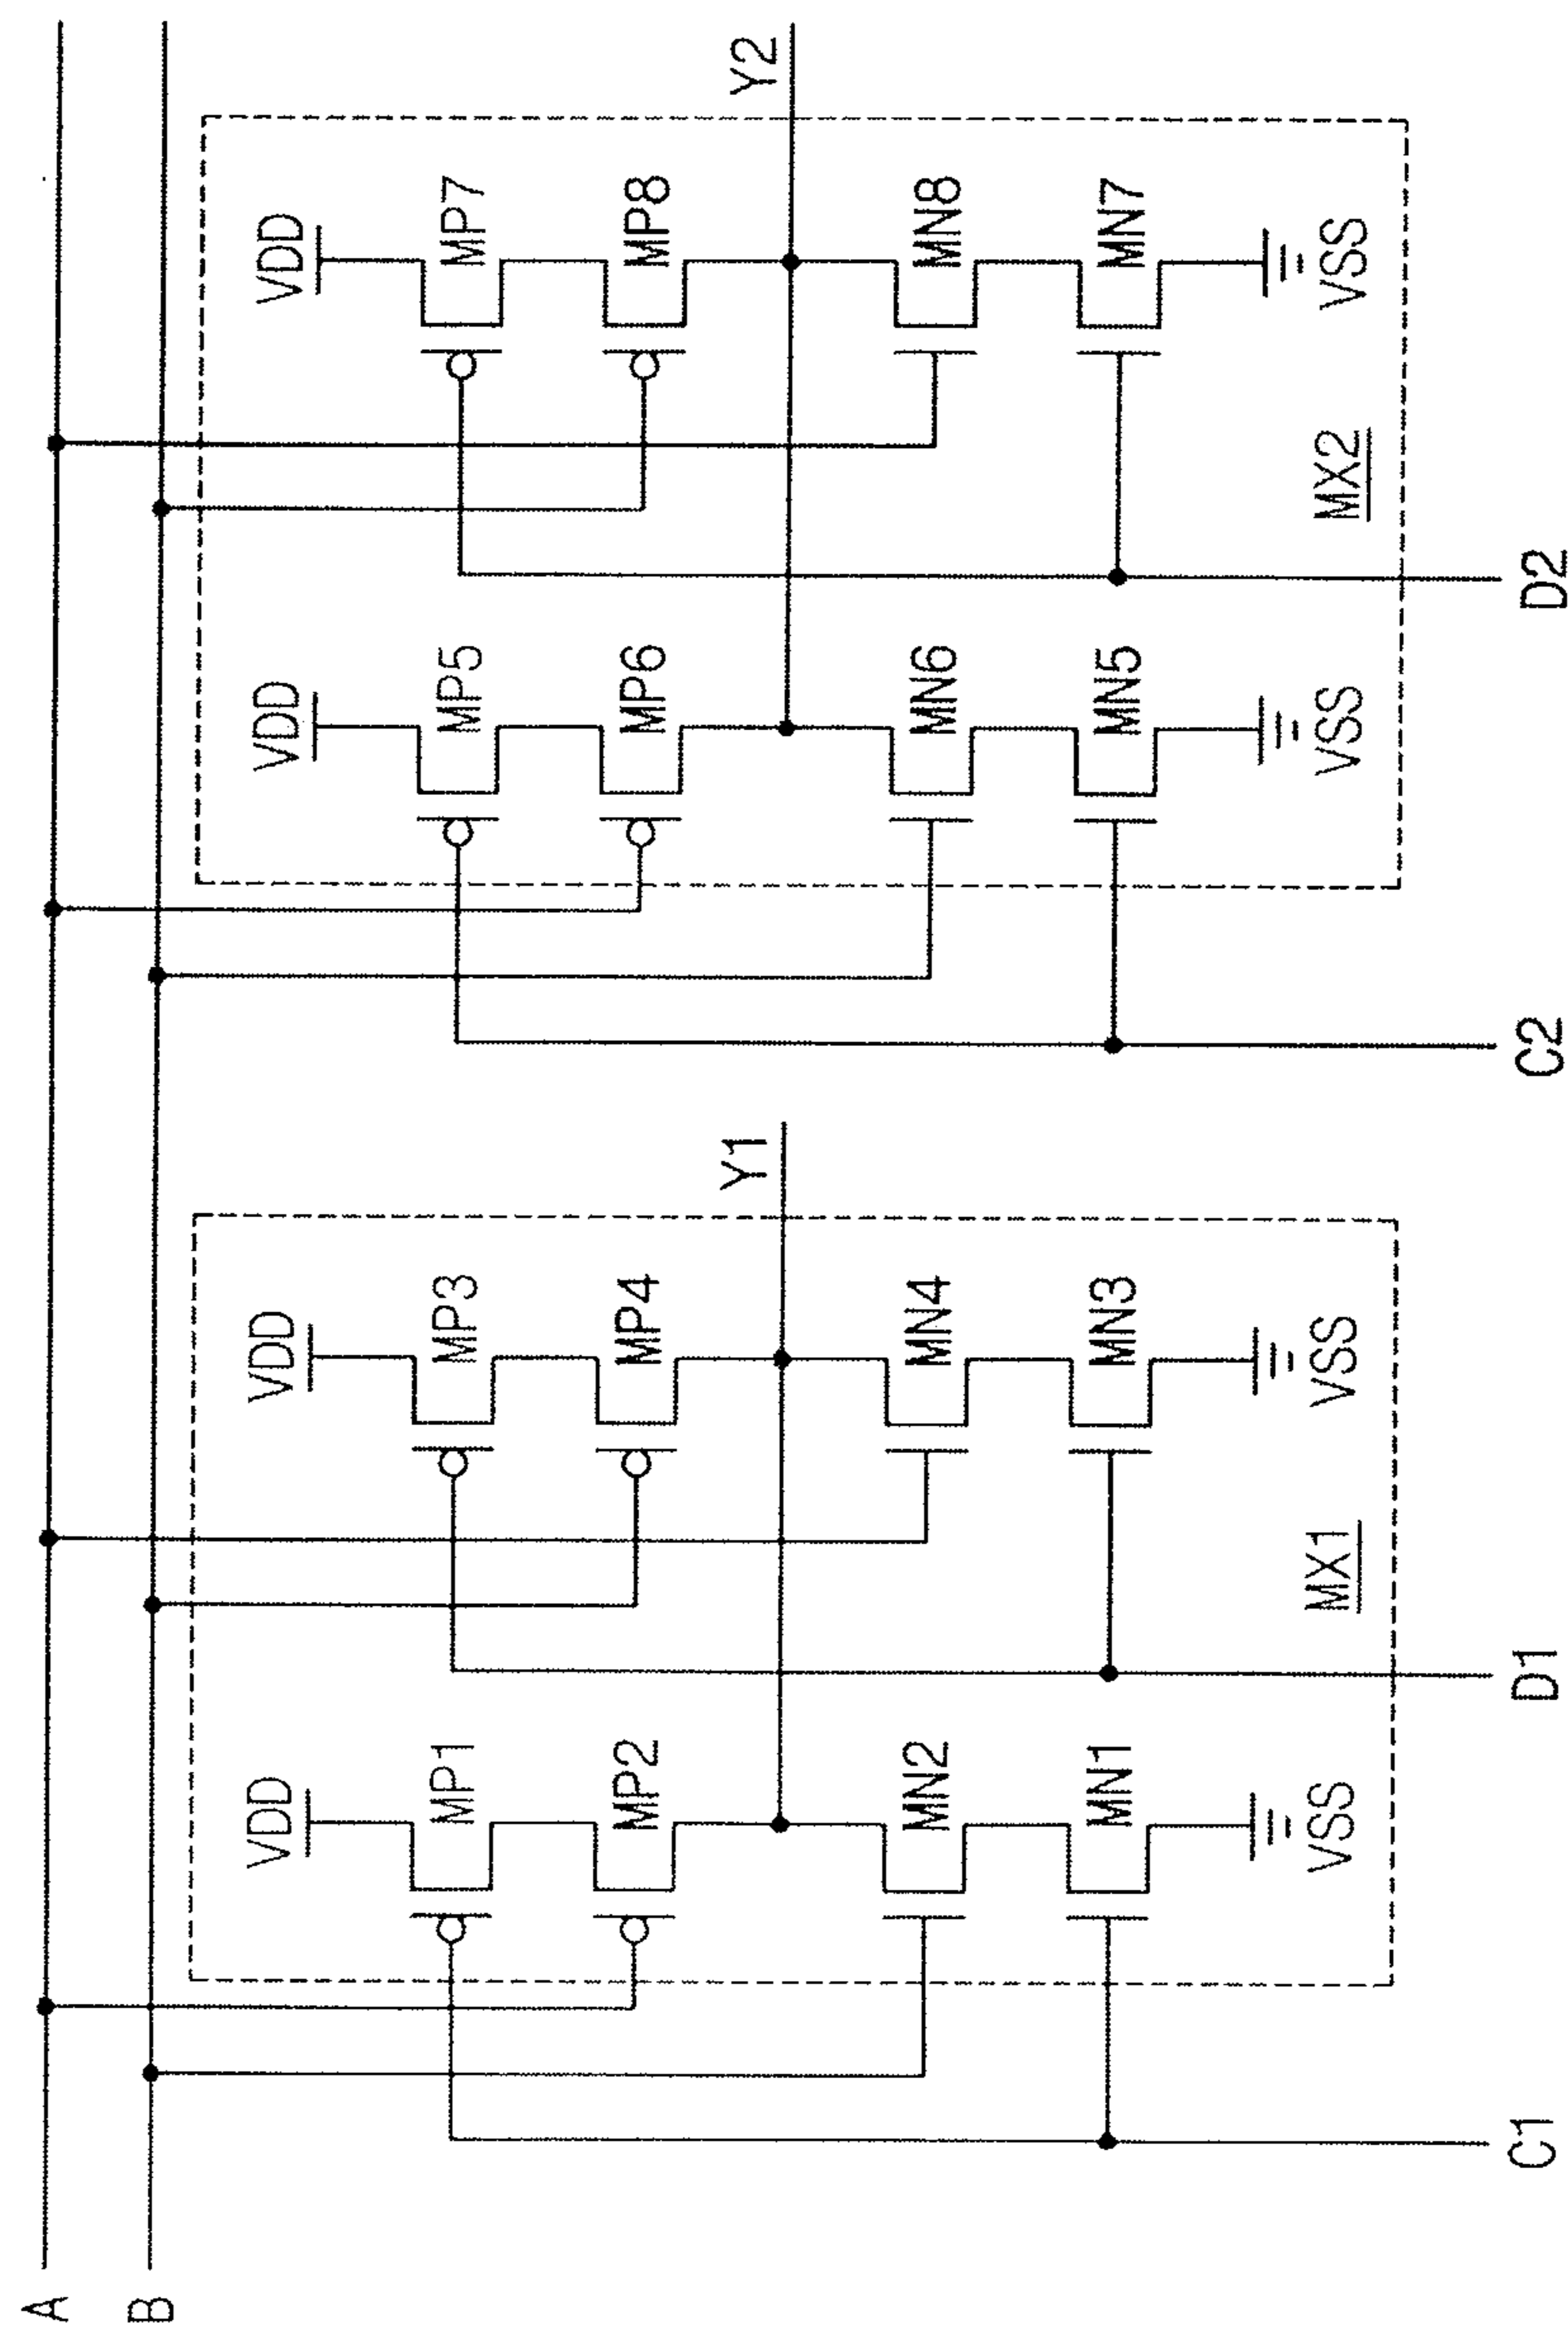 A
B
VDD
VDD
VDD
VDD
MP1
MP3
MP5
MP7
MP2
MP4
MP6
MP8
Y1
Y2
MN2
MN4
MN6
MN8
MN1
MN3
MN5
MN7
VSS
VSS
VSS
VSS
MX1
MX2
C1
D1
C2
D2